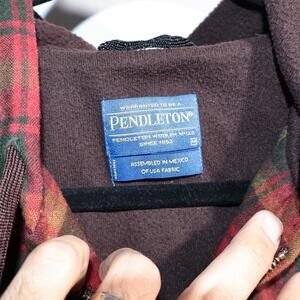 WARRANTED TO BE A
PENDLETON®
PENDLETON WOOLEN MILLS
SINCE 1863
M
ASSEMBLED IN MEXICO
OF USA FABRIC